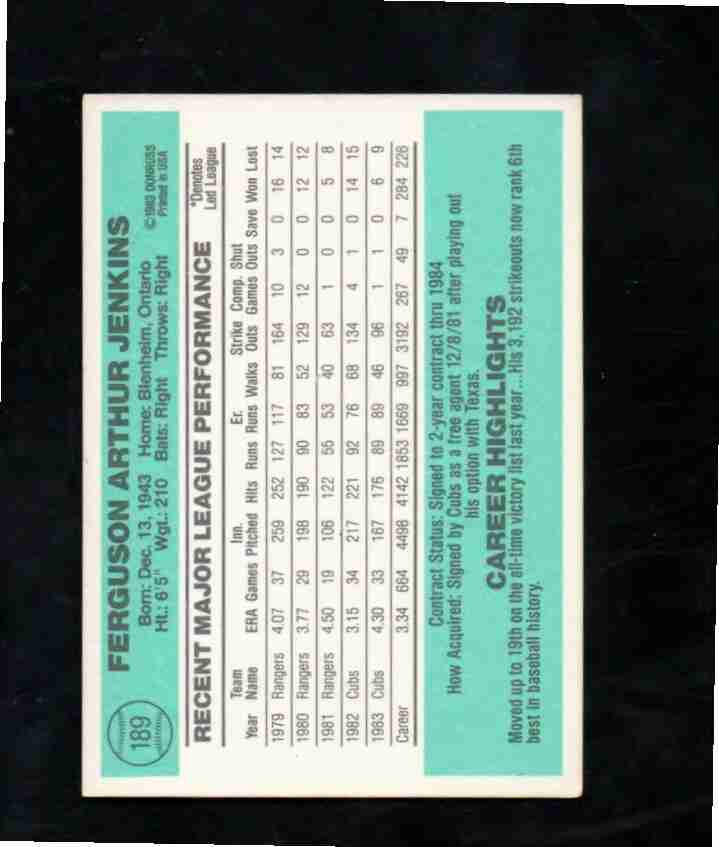 189
FERGUSON ARTHUR JENKINS
Born: Dec. 13, 1943 Home: Blenheim, Ontario
Ht.: 6'5" Wgt.: 210 Bats: Right Throws: Right
©1983 DONRUSS
Printed in USA
RECENT MAJOR LEAGUE PERFORMANCE
*Denotes
Led League
Team Inn. Er. Strike Comp. Shut
Year Name ERA Games Pitched Hits Runs Runs Walks Outs Games Outs Save Won Lost
1979 Rangers 4.07 37 259 252 127 117 81 164 10 3 0 16 14
1980 Rangers 3.77 29 198 190 90 83 52 129 12 0 0 12 12
1981 Rangers 4.50 19 106 122 55 53 40 63 1 0 0 5 8
1982 Cubs 3.15 34 217 221 92 76 68 134 4 1 0 14 15
1983 Cubs 4.30 33 167 176 89 89 46 96 1 1 0 6 9
Career 3.34 664 4498 4142 1853 1669 997 3192 267 49 7 284 226
Contract Status: Signed to 2-year contract thru 1984
How Acquired: Signed by Cubs as a free agent 12/8/81 after playing out
his option with Texas.
CAREER HIGHLIGHTS
Moved up to 19th on the all-time victory list last year...His 3,192 strikeouts now rank 6th
best in baseball history.